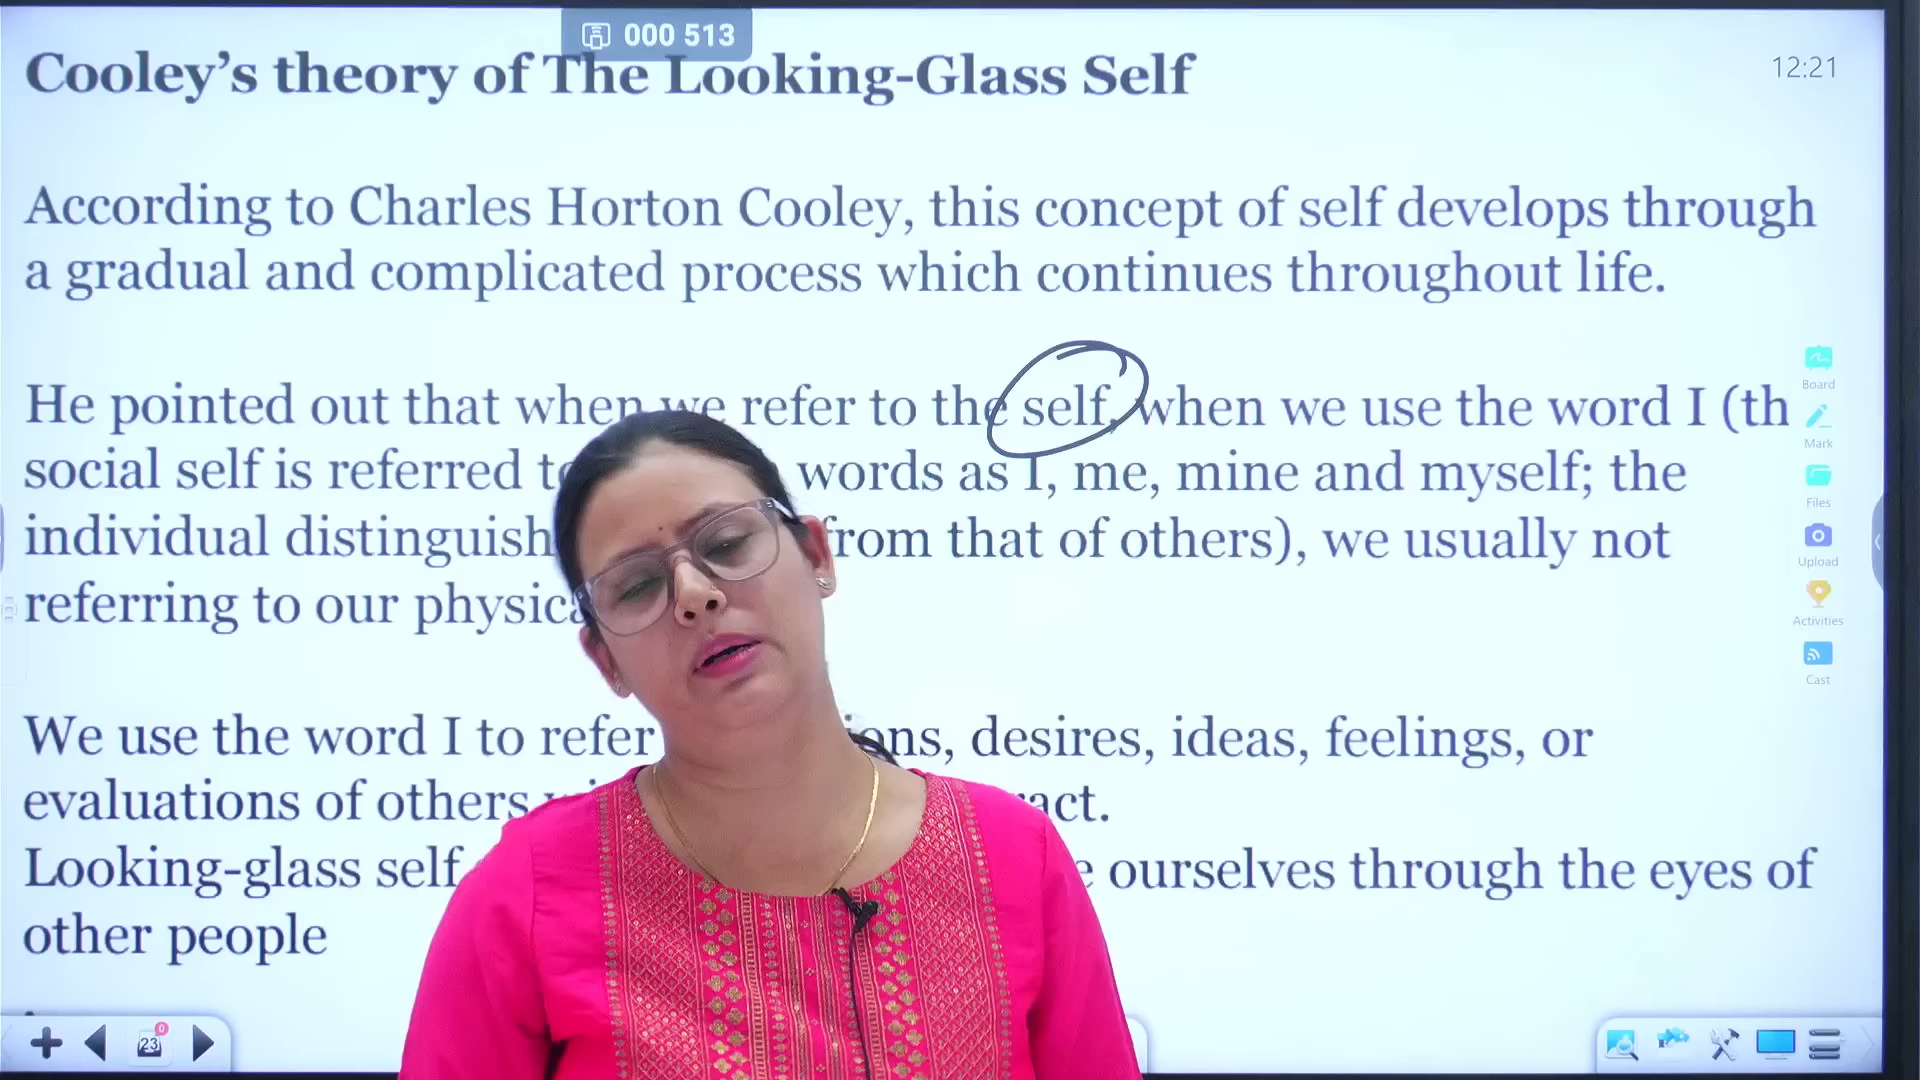 000 513
12:21
Cooley’s theory of The Looking-Glass Self
According to Charles Horton Cooley, this concept of self develops through
a gradual and complicated process which continues throughout life.
He pointed out that when we refer to the self, when we use the word I (th
social self is referred words as I, me, mine and myself; the
individual from that of others), we usually not
referring to our
We use the word I to refer desires, ideas, feelings, or
evaluations of others
Looking-glass self ourselves through the eyes of
other people
Board
Mark
Files
Upload
Activities
Cast
23
0